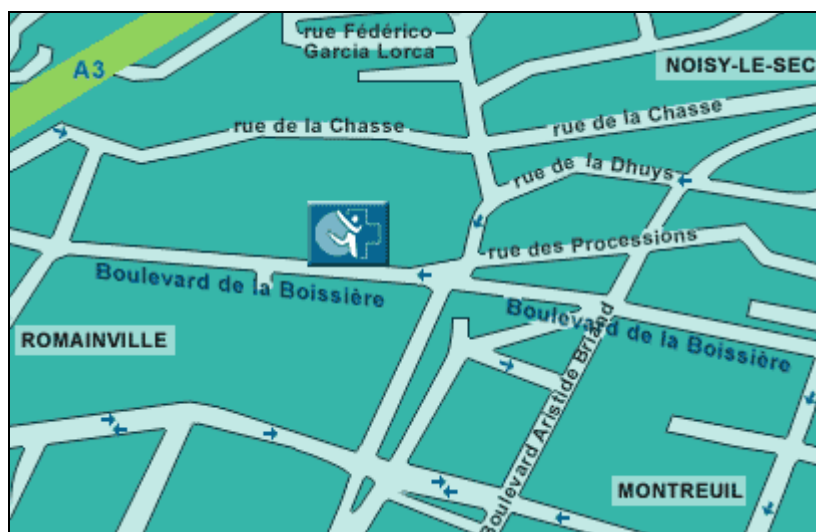 rue Fédérico
Garcia Lorca
A3
NOISY-LE-SEC
rue de la Chasse
rue de la Chasse
rue de la Dhuys
rue des Processions
Boulevard de la Boissière
Boulevard de la Boissière
ROMAINVILLE
Boulevard Aristide Briand
MONTREUIL